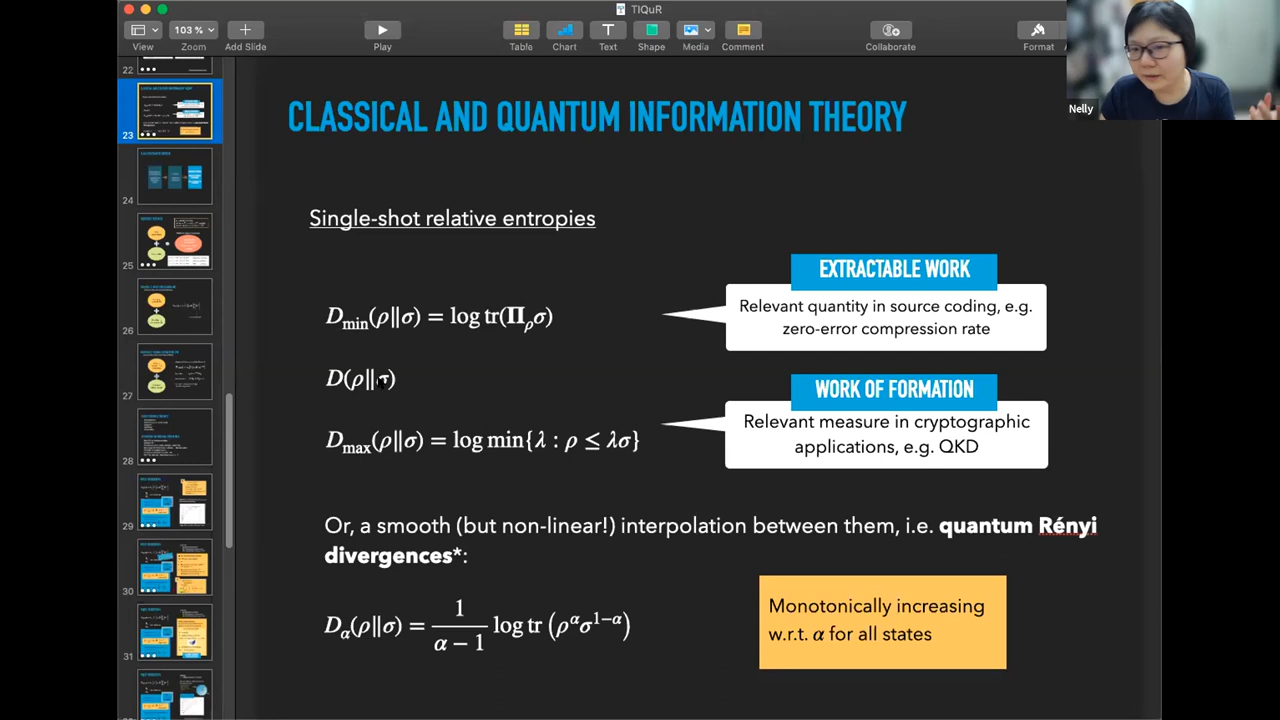 TIQuR
103 %
View
Zoom
Add Slide
Play
Table
Chart
Text
Shape
Media
Comment
Collaborate
Format
Nelly
22
23
24
25
26
27
28
29
30
31
CLASSICAL AND QUANTUM INFORMATION THEORY
Single-shot relative entropies
EXTRACTABLE WORK
Relevant quantity in source coding, e.g.
zero-error compression rate
D_min(ρ∥σ) = log tr(Π_ρσ)
D(ρ∥τ)
WORK OF FORMATION
Relevant measure in cryptographic
applications, e.g. QKD
D_max(ρ∥σ) = log min{λ : ρ ≤ λσ}
Or, a smooth (but non-linear!) interpolation between them, i.e. quantum Rényi
divergences*:
D_α(ρ∥σ) = 1/(α − 1) log tr (ρ^α σ^{1−α})
Monotonically increasing
w.r.t. α for all states